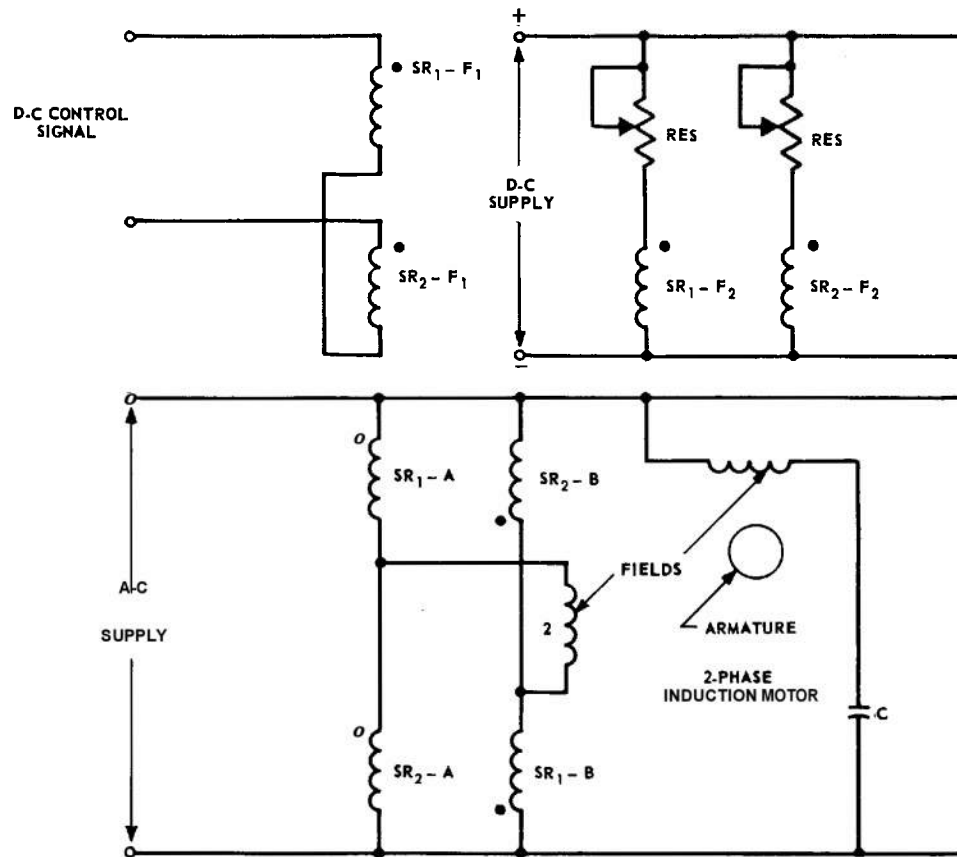 SR1 – F1
D-C CONTROL
SIGNAL
SR2 – F1
+
RES
RES
D-C
SUPPLY
SR1 – F2
SR2 – F2
–
SR1 – A
SR2 – B
A-C
SUPPLY
FIELDS
2
ARMATURE
2-PHASE
INDUCTION MOTOR
C
SR2 – A
SR1 – B